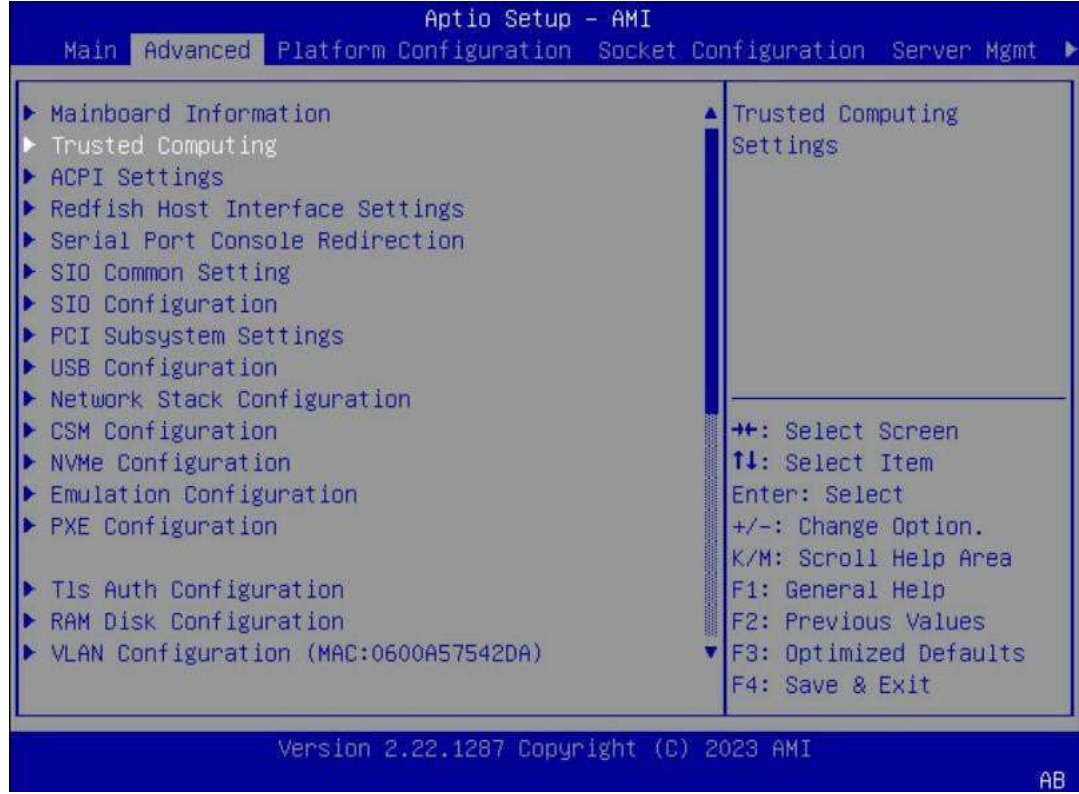 Aptio Setup – AMI
Main Advanced Platform Configuration Socket Configuration Server Mgmt ▶
▶ Mainboard Information
▶ Trusted Computing
▶ ACPI Settings
▶ Redfish Host Interface Settings
▶ Serial Port Console Redirection
▶ SIO Common Setting
▶ SIO Configuration
▶ PCI Subsystem Settings
▶ USB Configuration
▶ Network Stack Configuration
▶ CSM Configuration
▶ NVMe Configuration
▶ Emulation Configuration
▶ PXE Configuration
▶ Tls Auth Configuration
▶ RAM Disk Configuration
▶ VLAN Configuration (MAC:0600A57542DA)
Trusted Computing
Settings
→←: Select Screen
↑↓: Select Item
Enter: Select
+/-: Change Option.
K/M: Scroll Help Area
F1: General Help
F2: Previous Values
F3: Optimized Defaults
F4: Save & Exit
Version 2.22.1287 Copyright (C) 2023 AMI
AB